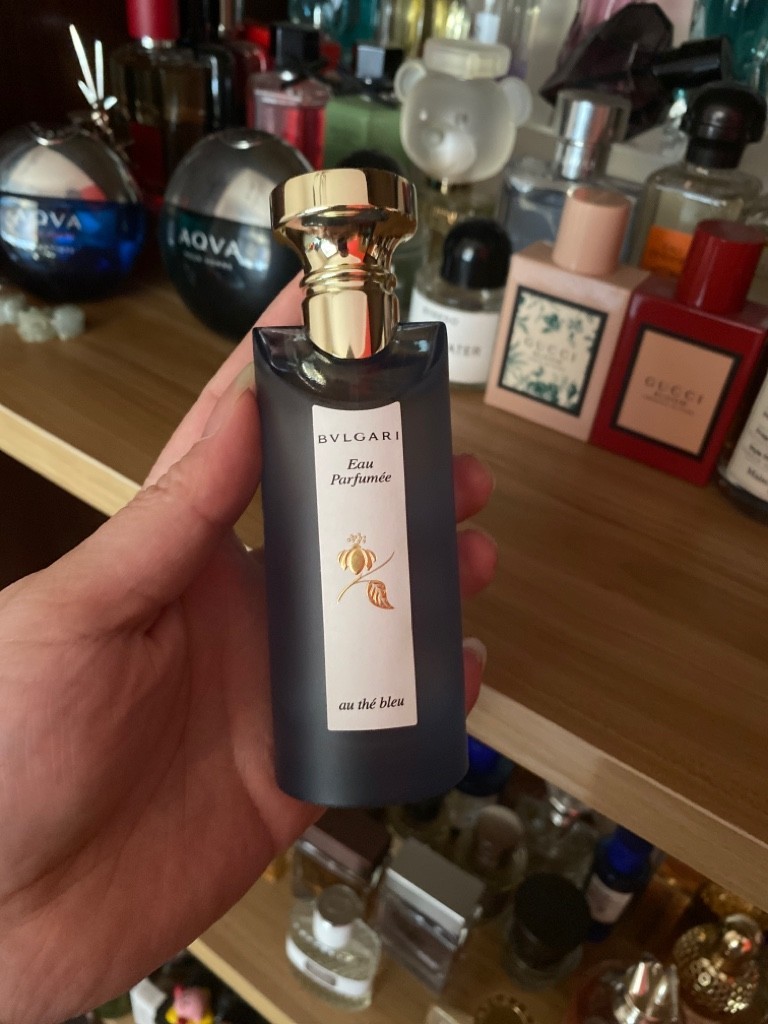 BVLGARI
Eau
Parfumée
au thé bleu
AQVA
AQVA
GUCCI
GUCCI